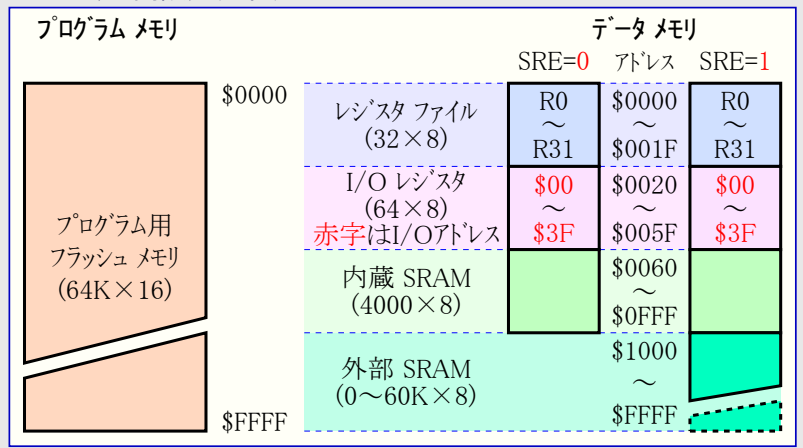 プログラム メモリ
データ メモリ
SRE=0 アドレス SRE=1
$0000
プログラム用
フラッシュ メモリ
(64K×16)
$FFFF
レジスタ ファイル
(32×8)
R0
～
R31
$0000
～
$001F
R0
～
R31
I/O レジスタ
(64×8)
赤字はI/Oアドレス
$00
～
$3F
$0020
～
$005F
$00
～
$3F
内蔵 SRAM
(4000×8)
$0060
～
$0FFF
外部 SRAM
(0～60K×8)
$1000
～
$FFFF